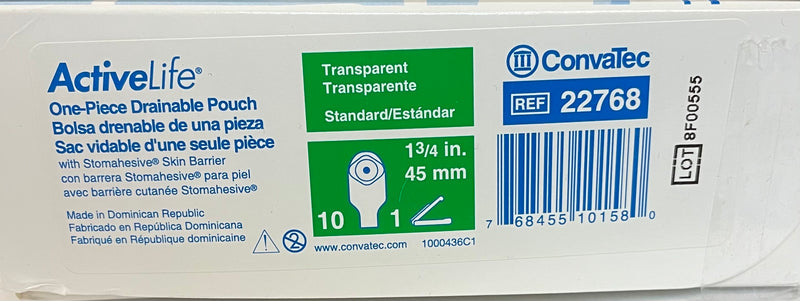 ActiveLife®
One-Piece Drainable Pouch
Bolsa drenable de una pieza
Sac vidable d'une seule pièce
with Stomahesive® Skin Barrier
con barrera Stomahesive® para piel
avec barrière cutanée Stomahesive®
Made in Dominican Republic
Fabricado en República Dominicana
Fabriqué en République dominicaine
2
Transparent
Transparente
Standard/Estándar
1 3/4 in.
45 mm
10 1
www.convatec.com 1000436C1
ConvaTec
REF 22768
7 68455 10158 0
LOT 8F00555